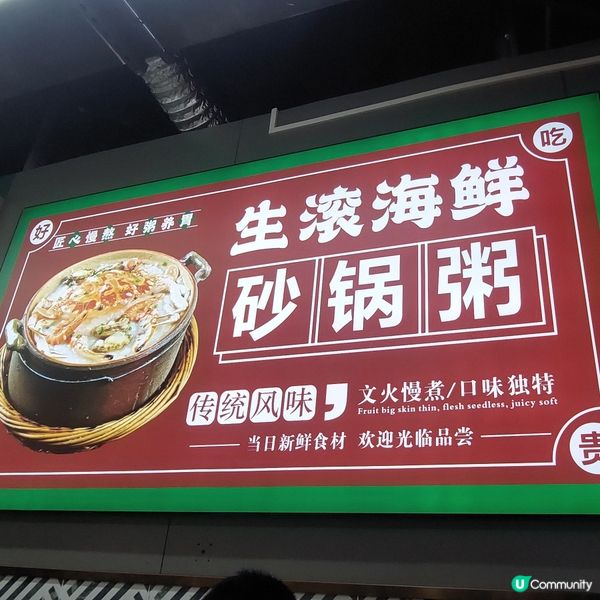 好
匠心慢熬 好粥养胃
吃
生滚海鲜
砂锅粥
传统风味,
文火慢煮/口味独特
Fruit big skin thin, flesh seedless, juicy soft
当日新鲜食材 欢迎光临品尝
贵
U Community